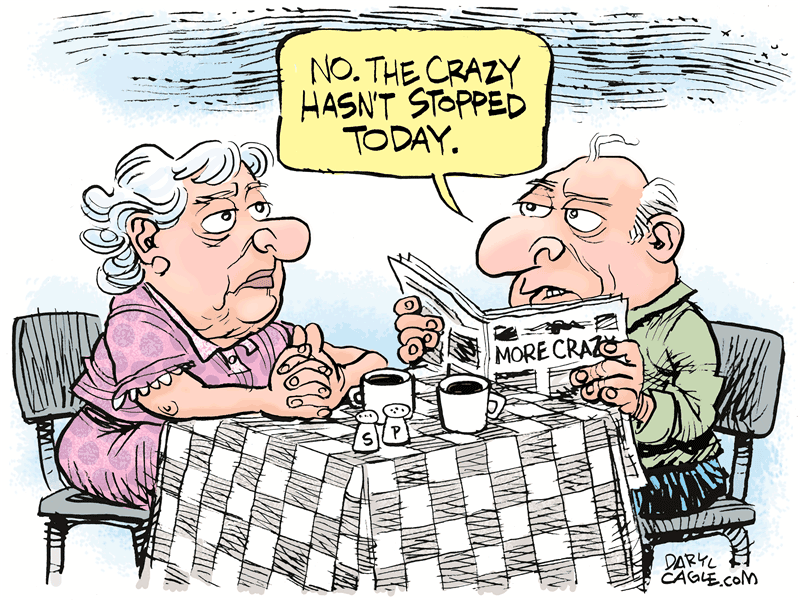 NO. THE CRAZY
HASN'T STOPPED
TODAY.
MORE CRAZY
S P
DARYL
CAGLE.COM